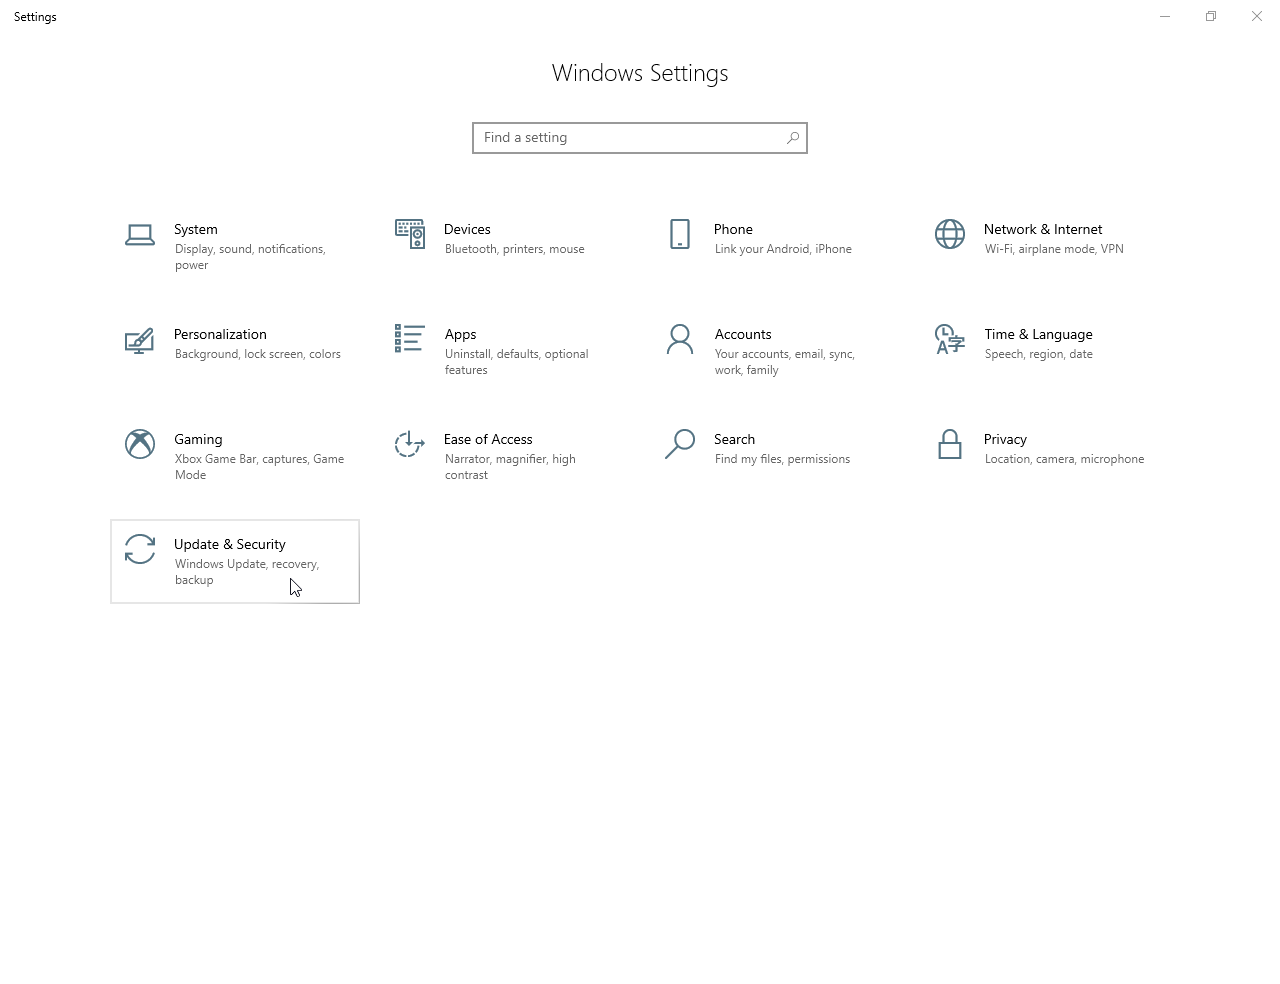 Settings
Windows Settings
Find a setting
System
Display, sound, notifications,
power
Devices
Bluetooth, printers, mouse
Phone
Link your Android, iPhone
Network & Internet
Wi-Fi, airplane mode, VPN
Personalization
Background, lock screen, colors
Apps
Uninstall, defaults, optional
features
Accounts
Your accounts, email, sync,
work, family
Time & Language
Speech, region, date
Gaming
Xbox Game Bar, captures, Game
Mode
Ease of Access
Narrator, magnifier, high
contrast
Search
Find my files, permissions
Privacy
Location, camera, microphone
Update & Security
Windows Update, recovery,
backup